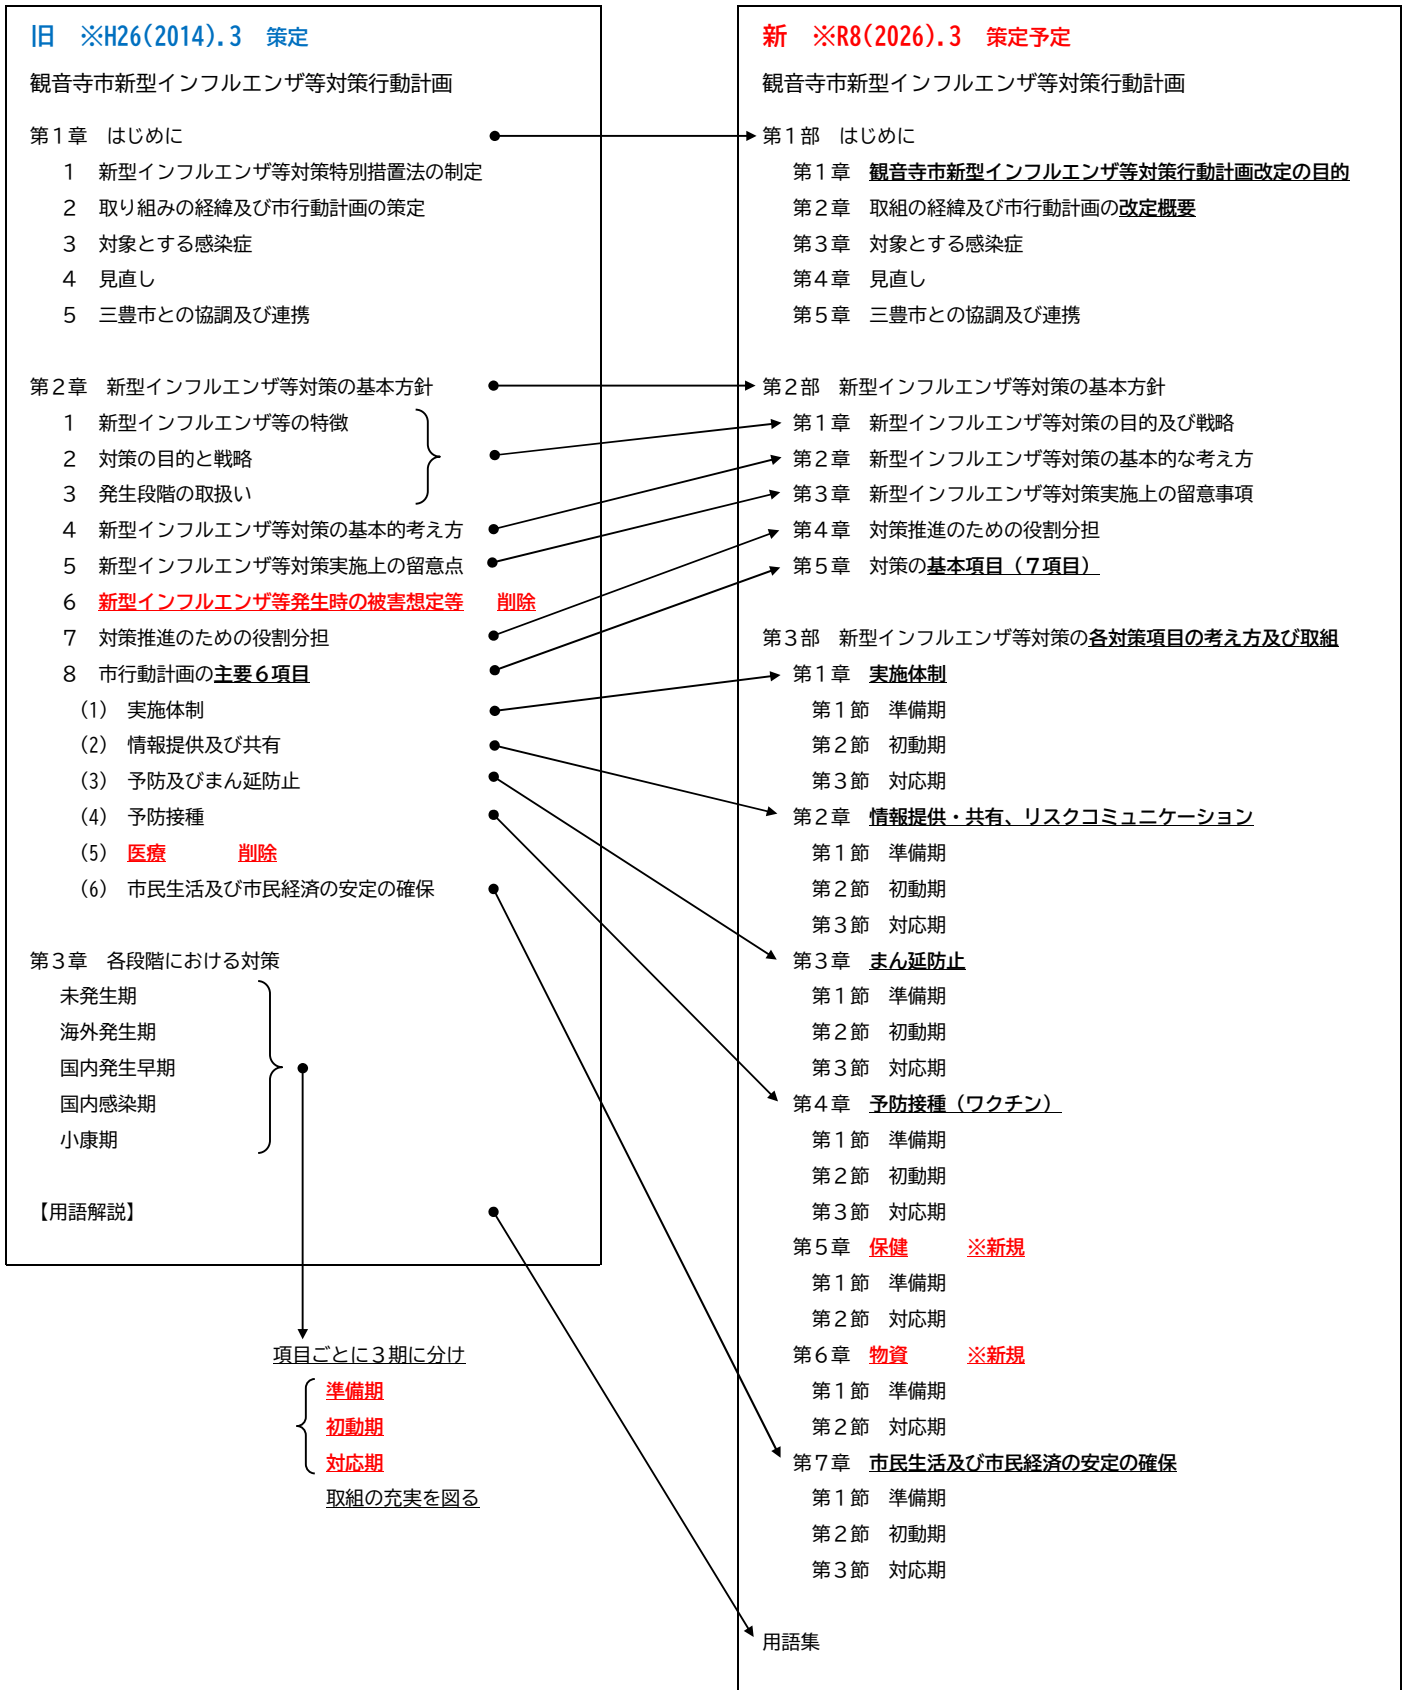 旧　※H26(2014).3　策定
観音寺市新型インフルエンザ等対策行動計画
第１章　はじめに
１　新型インフルエンザ等対策特別措置法の制定
２　取り組みの経緯及び市行動計画の策定
３　対象とする感染症
４　見直し
５　三豊市との協調及び連携
第２章　新型インフルエンザ等対策の基本方針
１　新型インフルエンザ等の特徴
２　対策の目的と戦略
３　発生段階の取扱い
４　新型インフルエンザ等対策の基本的考え方
５　新型インフルエンザ等対策実施上の留意点
６　新型インフルエンザ等発生時の被害想定等　削除
７　対策推進のための役割分担
８　市行動計画の主要６項目
(1)　実施体制
(2)　情報提供及び共有
(3)　予防及びまん延防止
(4)　予防接種
(5)　医療　削除
(6)　市民生活及び市民経済の安定の確保
第３章　各段階における対策
未発生期
海外発生期
国内発生早期
国内感染期
小康期
【用語解説】
項目ごとに３期に分け
準備期
初動期
対応期
取組の充実を図る
新　※R8(2026).3　策定予定
観音寺市新型インフルエンザ等対策行動計画
第１部　はじめに
第１章　観音寺市新型インフルエンザ等対策行動計画改定の目的
第２章　取組の経緯及び市行動計画の改定概要
第３章　対象とする感染症
第４章　見直し
第５章　三豊市との協調及び連携
第２部　新型インフルエンザ等対策の基本方針
第１章　新型インフルエンザ等対策の目的及び戦略
第２章　新型インフルエンザ等対策の基本的な考え方
第３章　新型インフルエンザ等対策実施上の留意事項
第４章　対策推進のための役割分担
第５章　対策の基本項目（７項目）
第３部　新型インフルエンザ等対策の各対策項目の考え方及び取組
第１章　実施体制
第１節　準備期
第２節　初動期
第３節　対応期
第２章　情報提供・共有、リスクコミュニケーション
第１節　準備期
第２節　初動期
第３節　対応期
第３章　まん延防止
第１節　準備期
第２節　初動期
第３節　対応期
第４章　予防接種（ワクチン）
第１節　準備期
第２節　初動期
第３節　対応期
第５章　保健　※新規
第１節　準備期
第２節　対応期
第６章　物資　※新規
第１節　準備期
第２節　対応期
第７章　市民生活及び市民経済の安定の確保
第１節　準備期
第２節　初動期
第３節　対応期
用語集